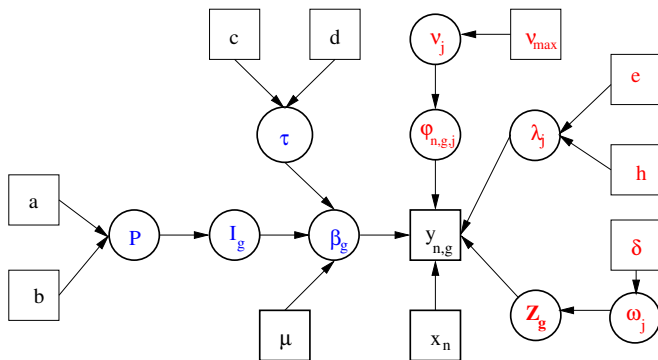 c
d
ν_j
ν_max
e
τ
φ_n,g,j
λ_j
h
a
P
I_g
β_g
y_n,g
δ
b
μ
x_n
Z_g
ω_j